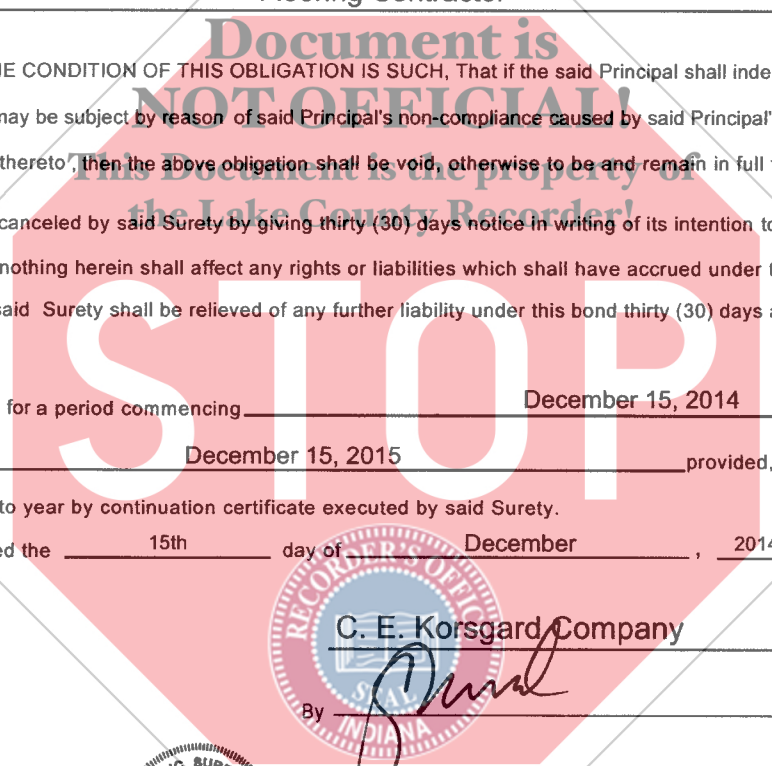 Flooring Contractor
Document is
E CONDITION OF THIS OBLIGATION IS SUCH, That if the said Principal shall inde
NOT OFFICIAL!
may be subject by reason of said Principal's non-compliance caused by said Principal'
thereto, then the above obligation shall be void, otherwise to be and remain in full
This Document is the property of
the Lake County Recorder!
canceled by said Surety by giving thirty (30) days notice in writing of its intention to
nothing herein shall affect any rights or liabilities which shall have accrued under
said Surety shall be relieved of any further liability under this bond thirty (30) days
STOP
for a period commencing December 15, 2014
December 15, 2015 provided,
to year by continuation certificate executed by said Surety.
ed the 15th day of December , 2014
RECORDER'S OFFICE
C. E. Korsgard Company
SEAL
By
INDIANA